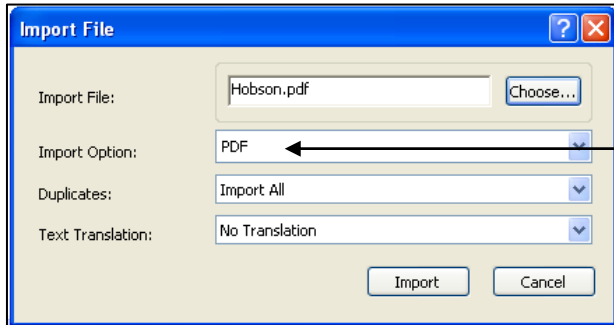 Import File
Import File: Hobson.pdf Choose...
Import Option: PDF
Duplicates: Import All
Text Translation: No Translation
Import Cancel